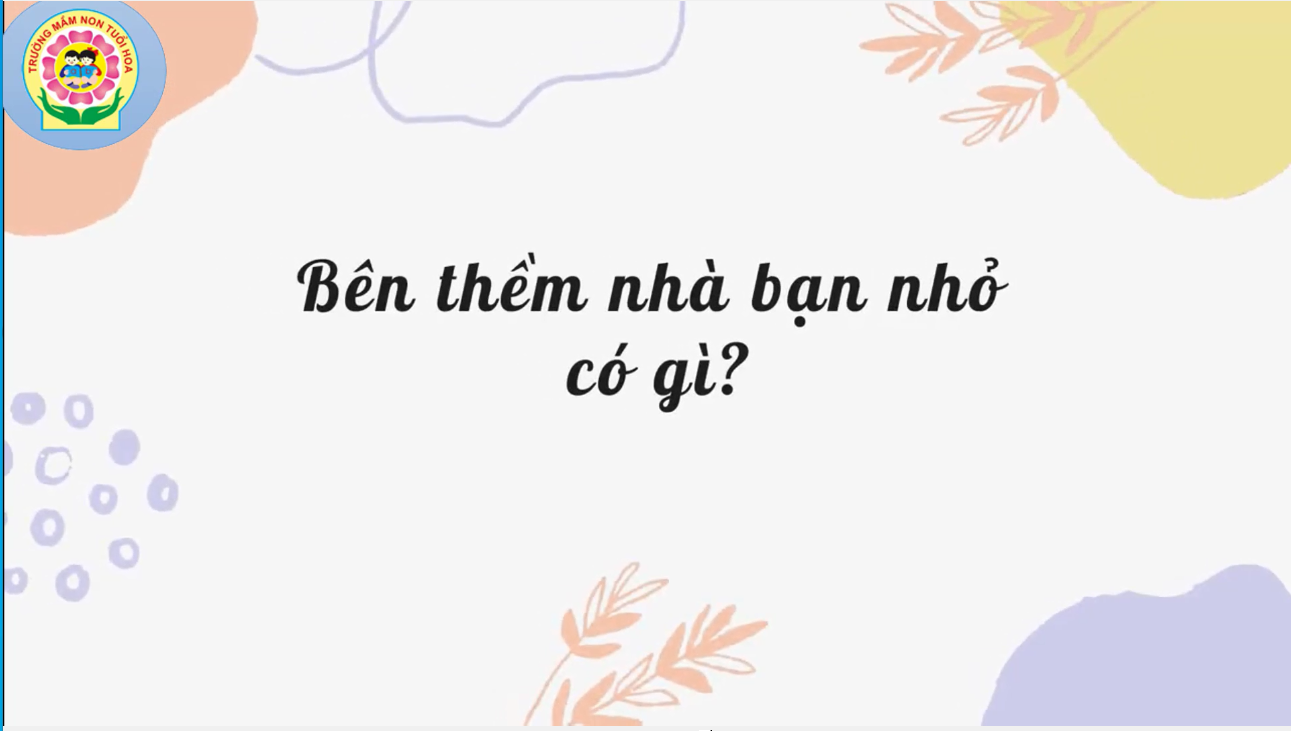 TRƯỜNG MẦM NON TUỔI HOA
Bên thềm nhà bạn nhỏ
có gì?